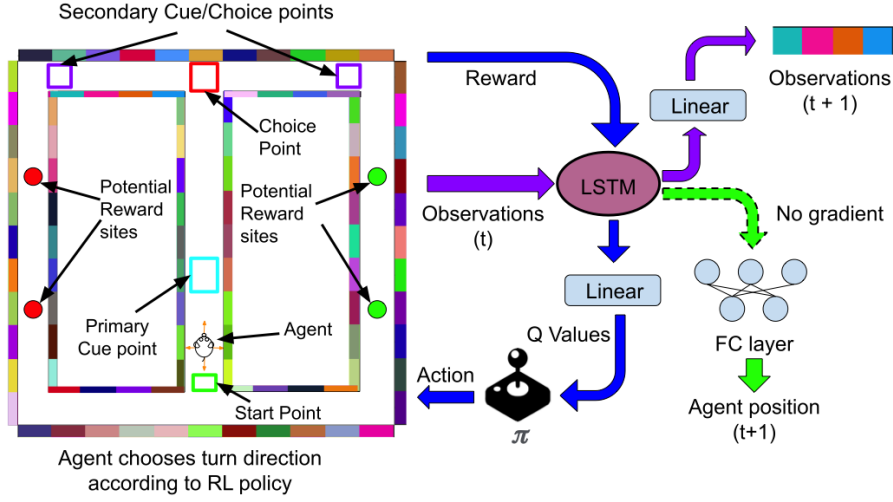 Secondary Cue/Choice points
Choice
Point
Potential
Reward
sites
Potential
Reward
sites
Primary
Cue point
Agent
Start Point
Agent chooses turn direction
according to RL policy
Reward
Observations
(t)
LSTM
Linear
Observations
(t + 1)
No gradient
Linear
Q Values
Action
π
FC layer
Agent position
(t+1)